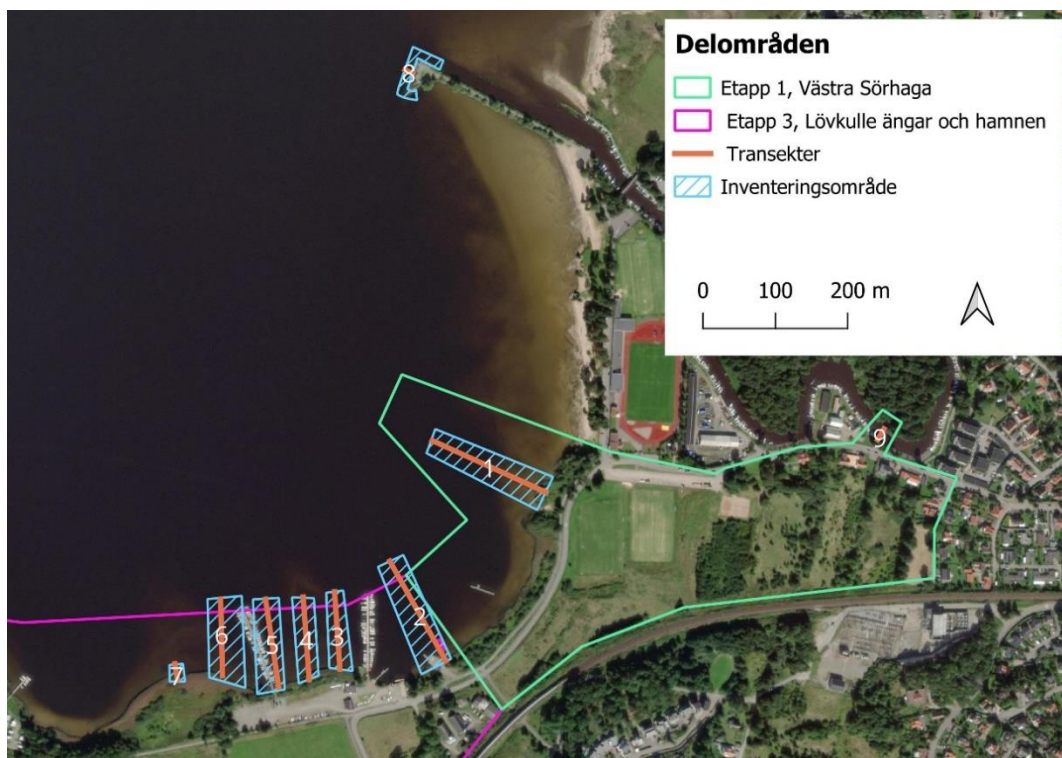 Delområden
Etapp 1, Västra Sörhaga
Etapp 3, Lövkulle ängar och hamnen
Transekter
Inventeringsområde
0 100 200 m
8
9
1
2
3
4
5
6
7